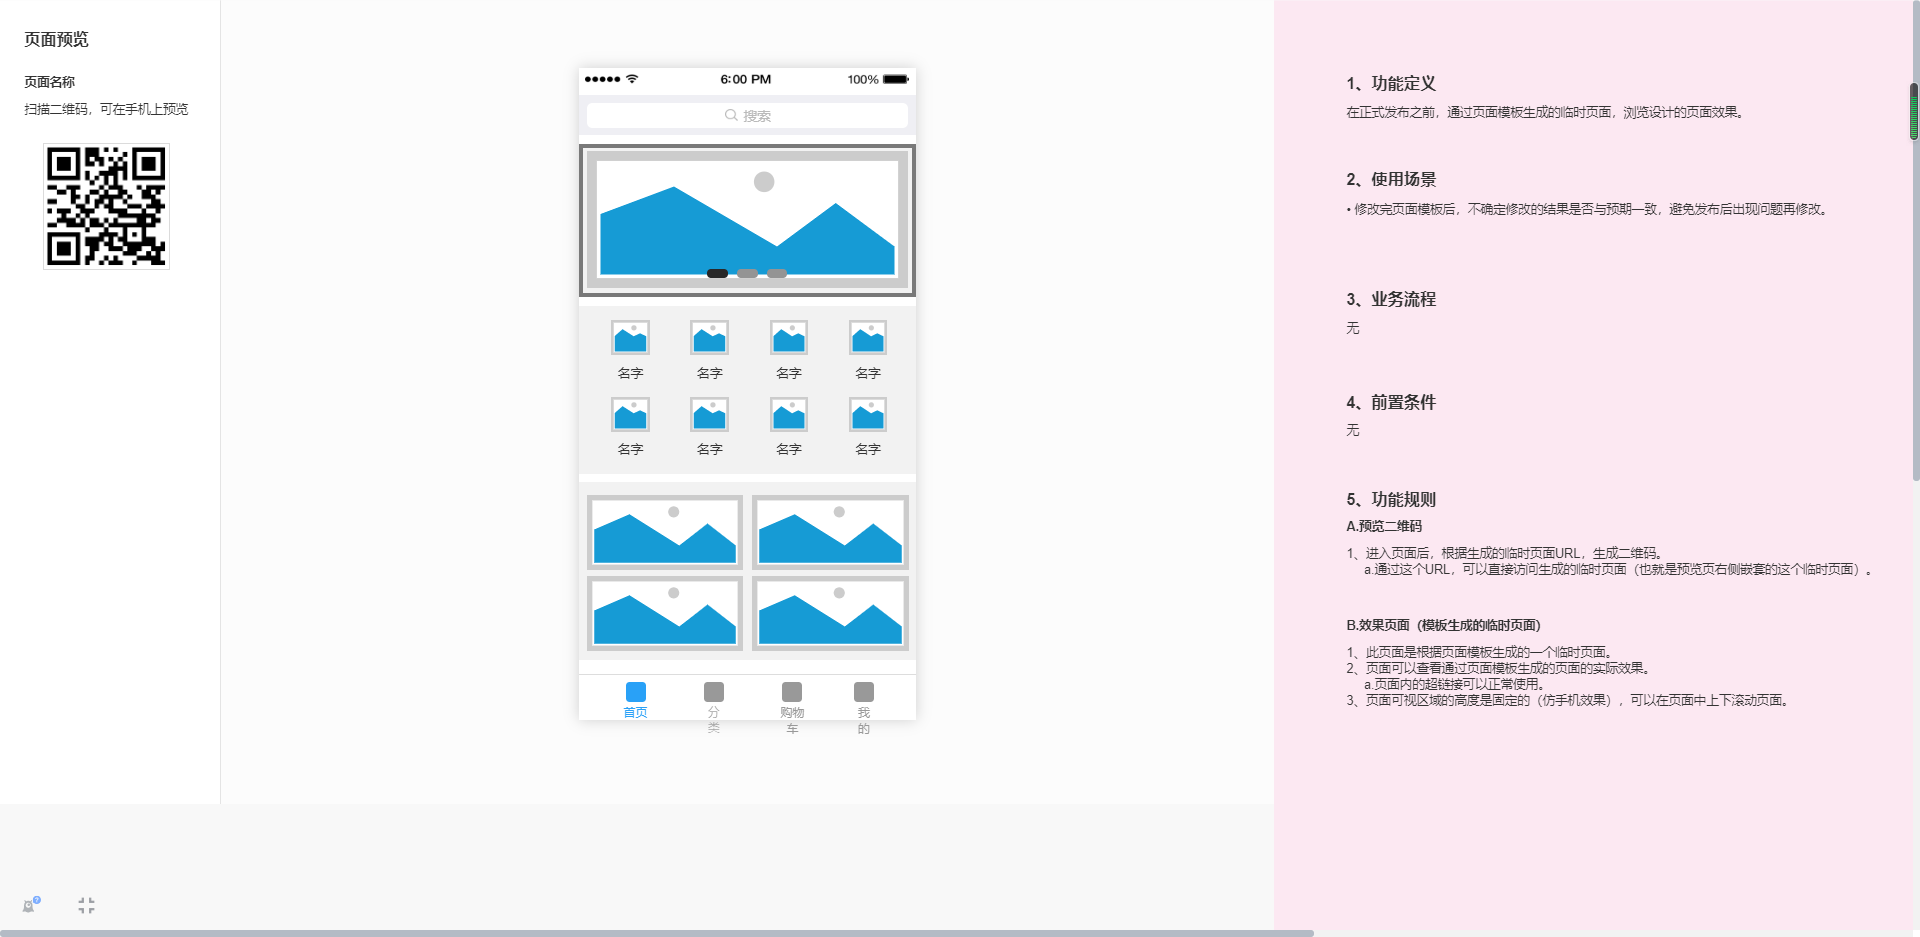 页面预览
页面名称
扫描二维码，可在手机上预览
6:00 PM
100%
搜索
名字 名字 名字 名字
名字 名字 名字 名字
首页
分类
购物车
我的
1、功能定义
在正式发布之前，通过页面模板生成的临时页面，浏览设计的页面效果。
2、使用场景
• 修改完页面模板后，不确定修改的结果是否与预期一致，避免发布后出现问题再修改。
3、业务流程
无
4、前置条件
无
5、功能规则
A.预览二维码
1、进入页面后，根据生成的临时页面URL，生成二维码。
a.通过这个URL，可以直接访问生成的临时页面（也就是预览页右侧嵌套的这个临时页面）。
B.效果页面（模板生成的临时页面）
1、此页面是根据页面模板生成的一个临时页面。
2、页面可以查看通过页面模板生成的页面的实际效果。
a.页面内的超链接可以正常使用。
3、页面可视区域的高度是固定的（仿手机效果），可以在页面中上下滚动页面。